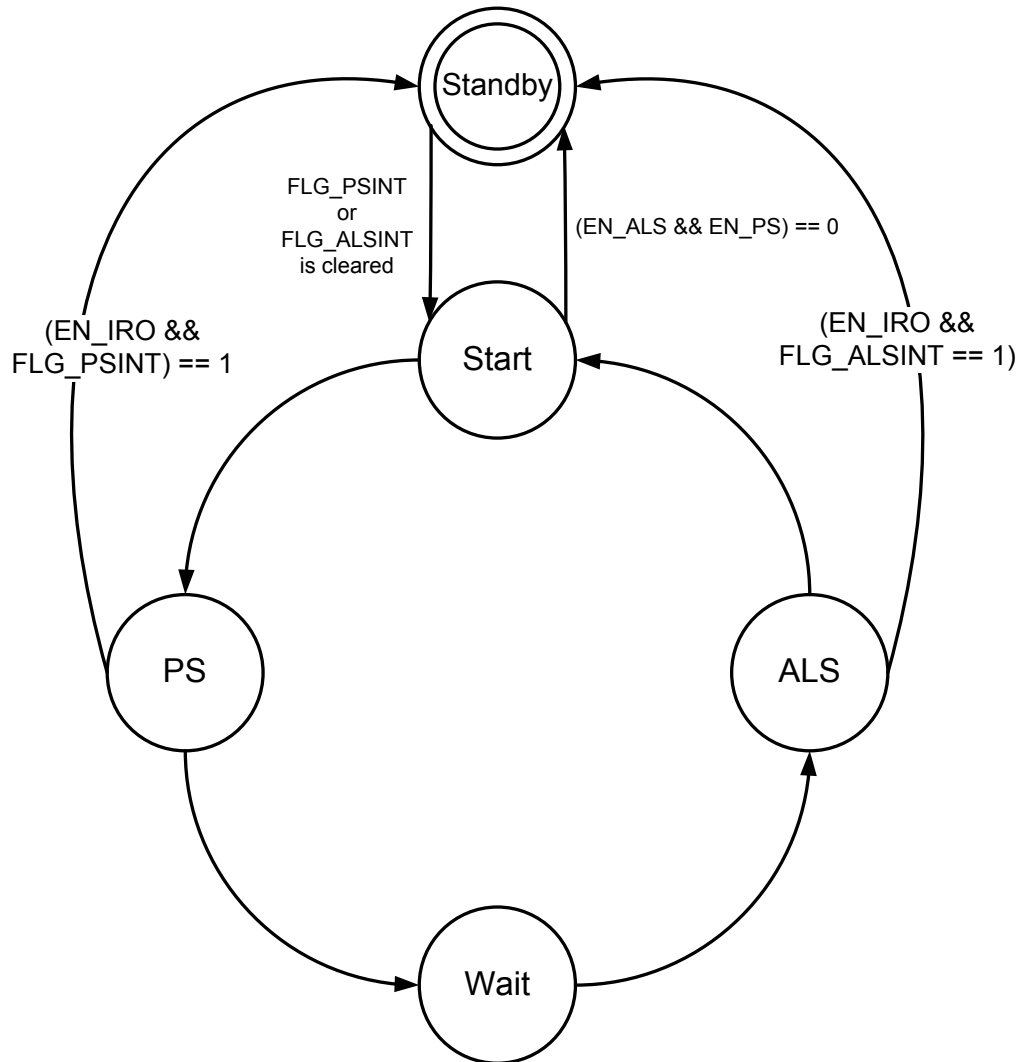 Standby
FLG_PSINT
or
FLG_ALSINT
is cleared
(EN_ALS && EN_PS) == 0
(EN_IRO &&
FLG_PSINT) == 1
Start
(EN_IRO &&
FLG_ALSINT == 1)
PS
ALS
Wait